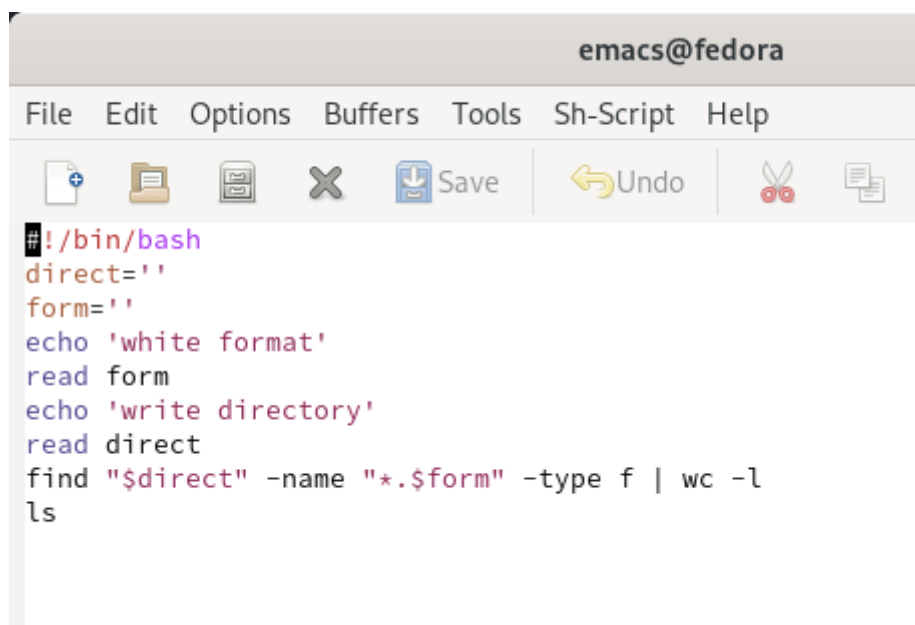 emacs@fedora
File Edit Options Buffers Tools Sh-Script Help
Save Undo
#!/bin/bash
direct=''
form=''
echo 'white format'
read form
echo 'write directory'
read direct
find "$direct" -name "*.$form" -type f | wc -l
ls